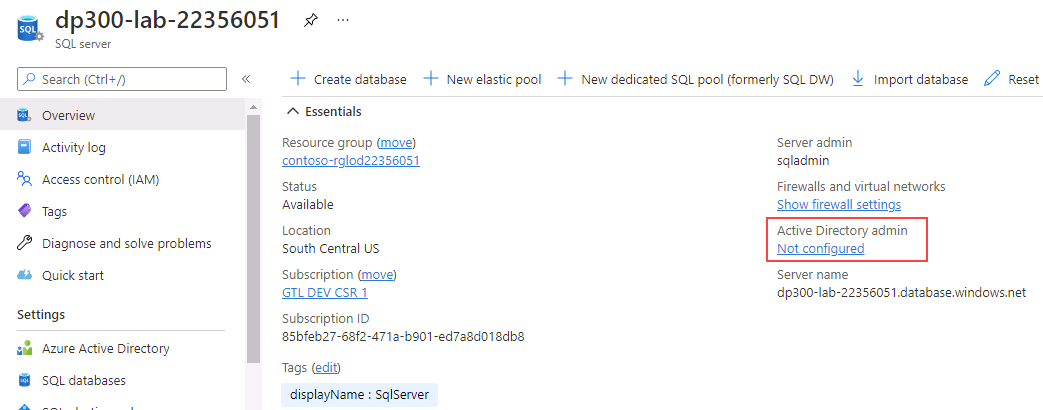 dp300-lab-22356051
SQL server
Search (Ctrl+/)
Overview
Activity log
Access control (IAM)
Tags
Diagnose and solve problems
Quick start
Settings
Azure Active Directory
SQL databases
Create database
New elastic pool
New dedicated SQL pool (formerly SQL DW)
Import database
Reset
Essentials
Resource group (move)
contoso-rglod22356051
Status
Available
Location
South Central US
Subscription (move)
GTL DEV CSR 1
Subscription ID
85bfeb27-68f2-471a-b901-ed7a8d018db8
Tags (edit)
displayName : SqlServer
Server admin
sqladmin
Firewalls and virtual networks
Show firewall settings
Active Directory admin
Not configured
Server name
dp300-lab-22356051.database.windows.net